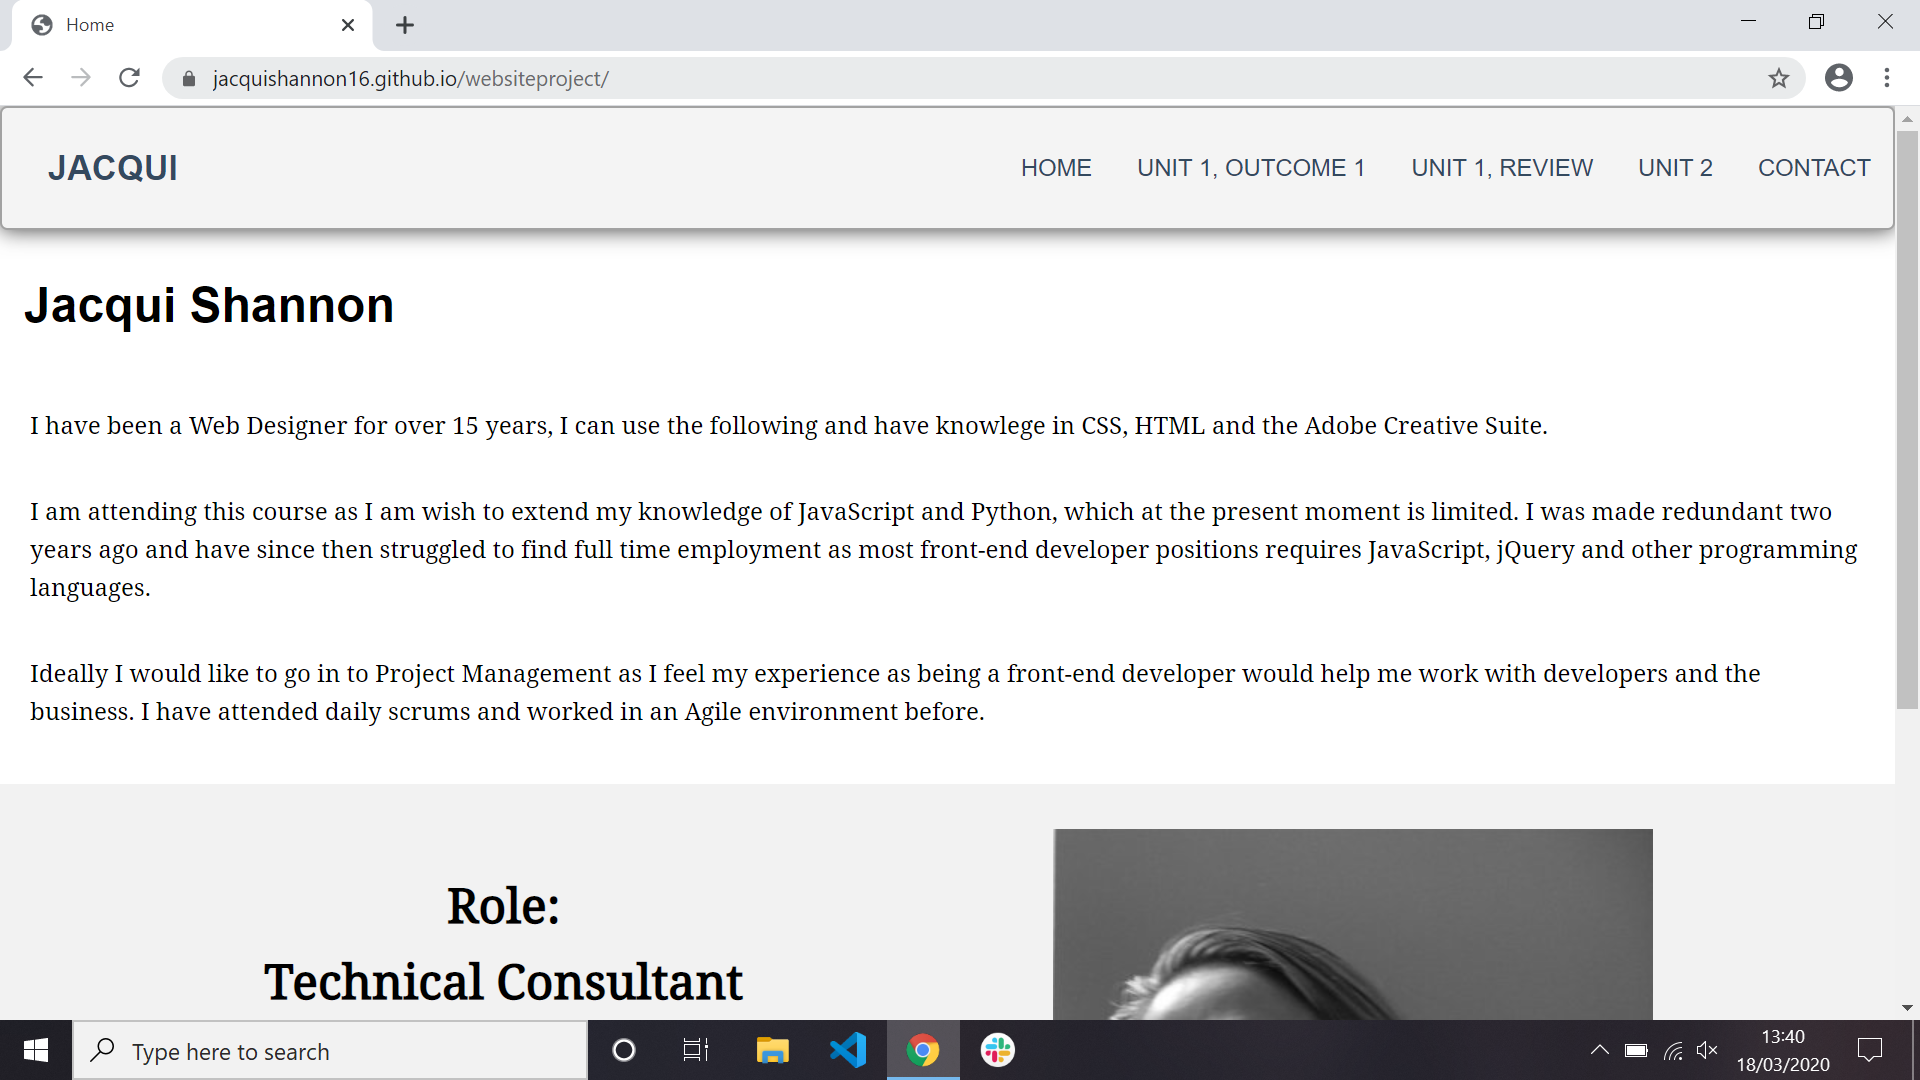 Home
jacquishannon16.github.io/websiteproject/
JACQUI
HOME UNIT 1, OUTCOME 1 UNIT 1, REVIEW UNIT 2 CONTACT
Jacqui Shannon
I have been a Web Designer for over 15 years, I can use the following and have knowlege in CSS, HTML and the Adobe Creative Suite.
I am attending this course as I am wish to extend my knowledge of JavaScript and Python, which at the present moment is limited. I was made redundant two
years ago and have since then struggled to find full time employment as most front-end developer positions requires JavaScript, jQuery and other programming
languages.
Ideally I would like to go in to Project Management as I feel my experience as being a front-end developer would help me work with developers and the
business. I have attended daily scrums and worked in an Agile environment before.
Role:
Technical Consultant
Type here to search
13:40
18/03/2020